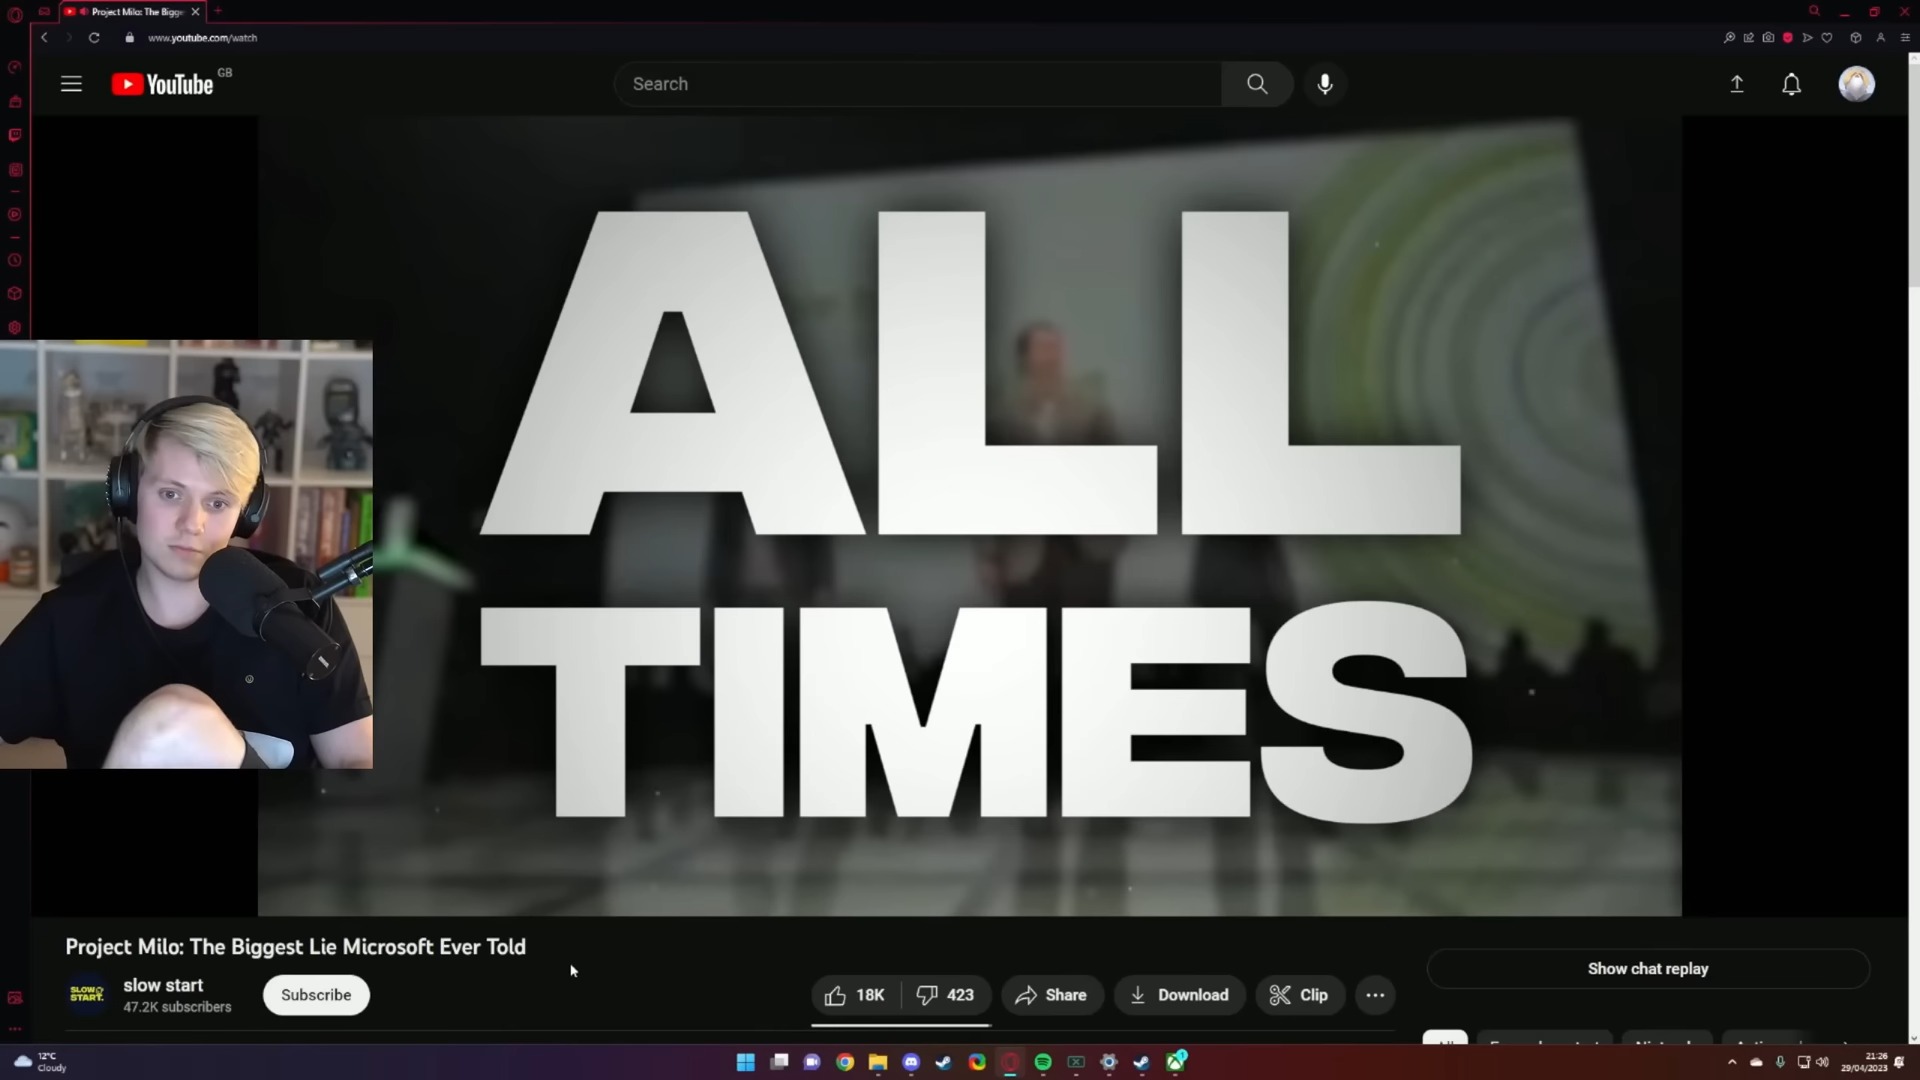 Project Milo: The Bigge
www.youtube.com/watch
YouTube GB
Search
ALL
TIMES
Project Milo: The Biggest Lie Microsoft Ever Told
SLOW START.
slow start
47.2K subscribers
Subscribe
18K
423
Share
Download
Clip
Show chat replay
12°C
Cloudy
21:26
29/04/2023